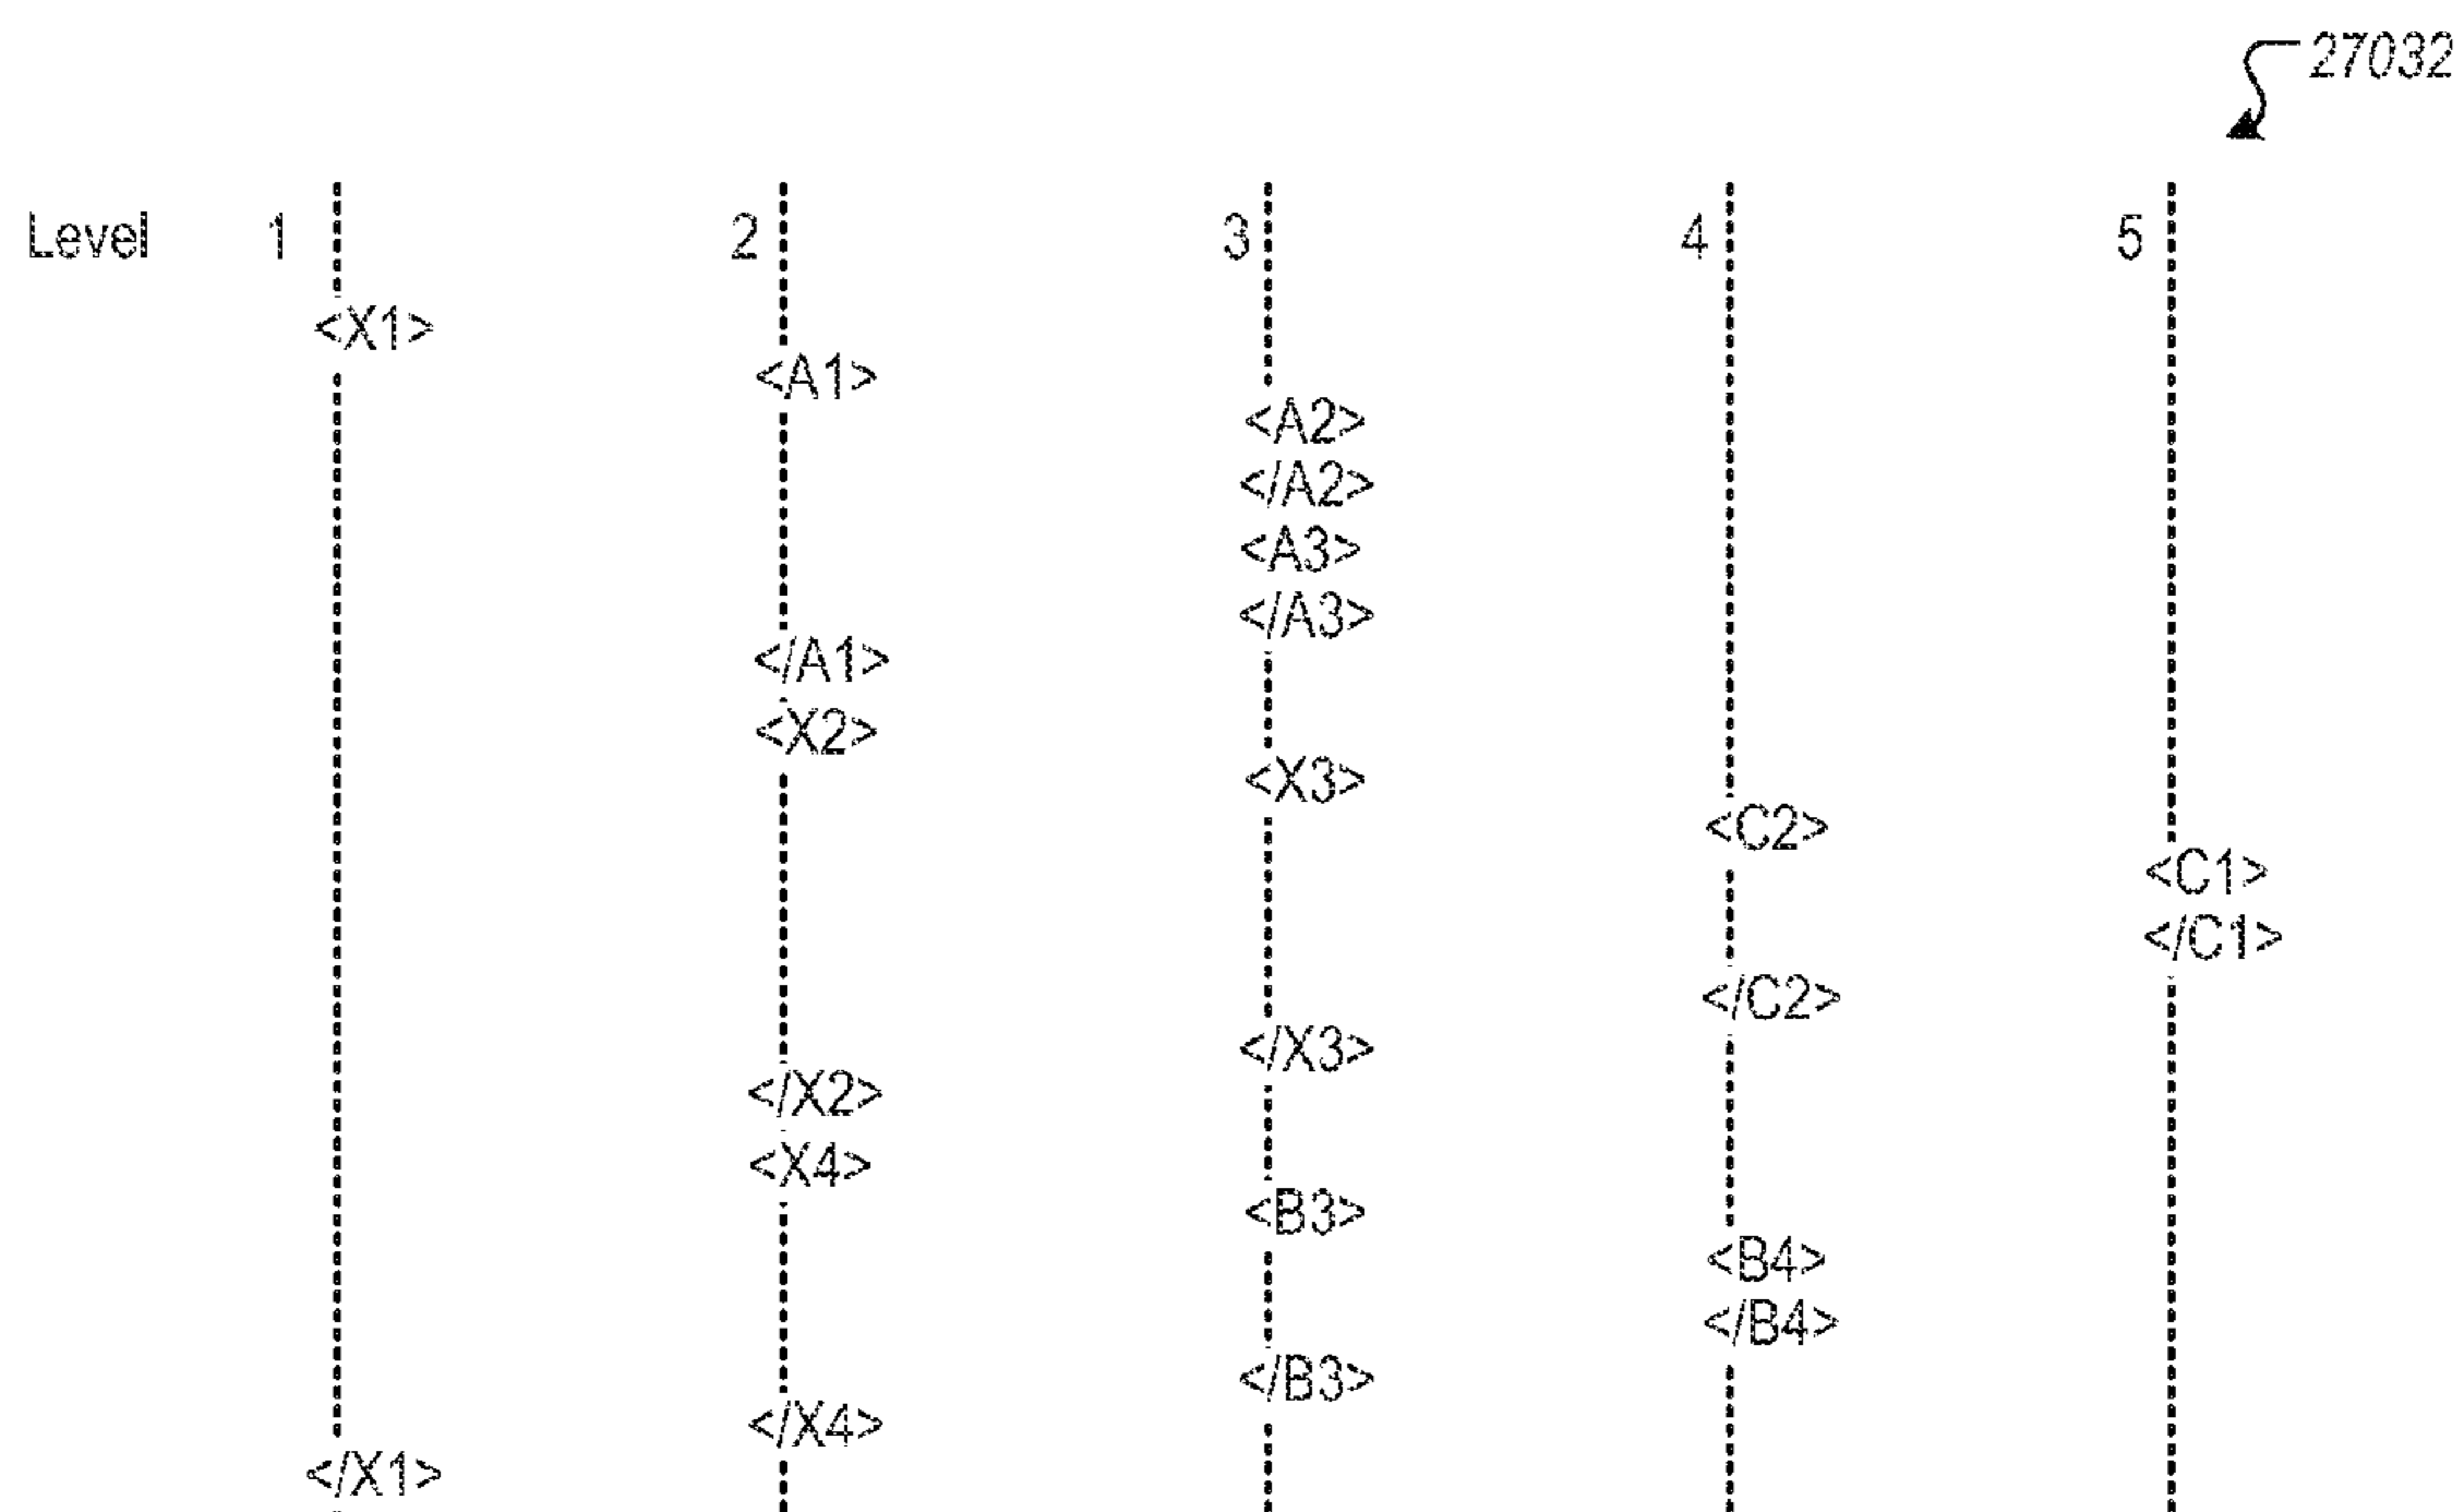 27032
Level 1 2 3 4 5
<X1>
<A1>
<A2>
</A2>
<A3>
</A3>
</A1>
<X2>
<X3>
<C2>
<C1>
</C1>
</C2>
</X3>
</X2>
<X4>
<B3>
<B4>
</B4>
</B3>
</X4>
</X1>